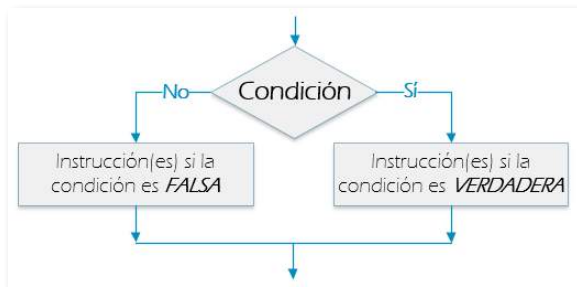 Condición
No
Sí
Instrucción(es) si la
condición es FALSA
Instrucción(es) si la
condición es VERDADERA